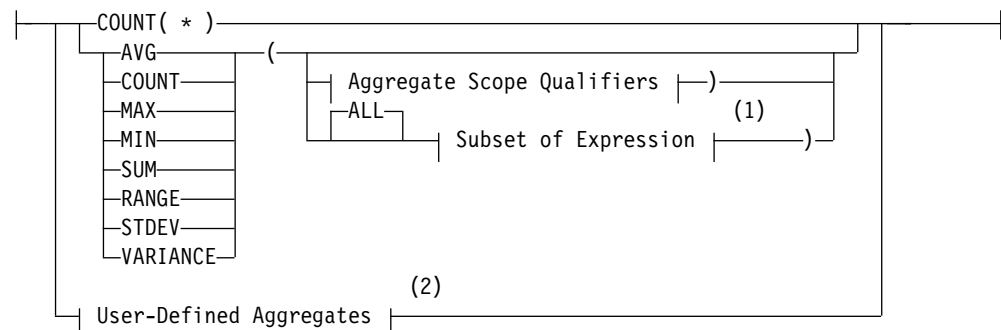 COUNT( * )
AVG (
COUNT Aggregate Scope Qualifiers )
MAX ALL (1)
MIN Subset of Expression )
SUM
RANGE
STDEV
VARIANCE
(2)
User-Defined Aggregates